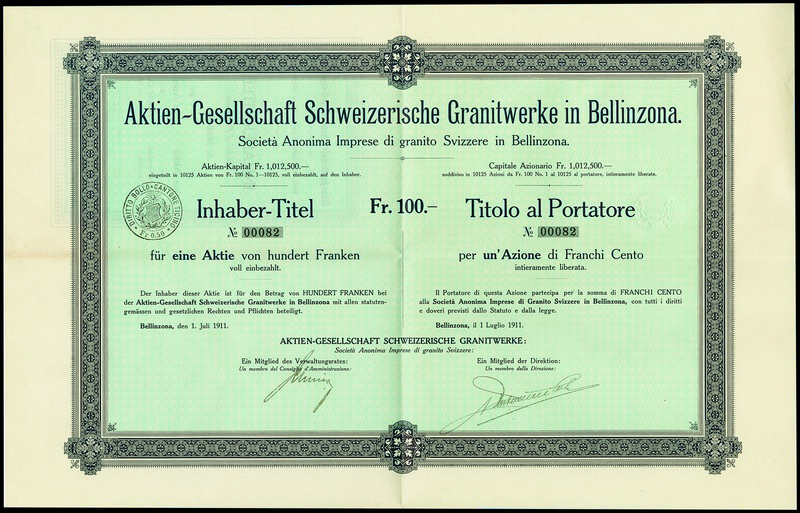 Aktien-Gesellschaft Schweizerische Granitwerke in Bellinzona.
Società Anonima Imprese di granito Svizzere in Bellinzona.
Aktien-Kapital Fr. 1,012,500.—
eingeteilt in 10125 Aktien von Fr. 100 No. 1—10125, voll einbezahlt, auf den Inhaber.
Capitale Azionario Fr. 1,012,500.—
suddiviso in 10125 Azioni da Fr. 100 No. 1 al 10125 al portatore, intieramente liberate.
DIRITTO BOLLO · CANTONE TICINO
Fr 0.50
Inhaber-Titel
№ 00082
Fr. 100.—
Titolo al Portatore
№ 00082
für eine Aktie von hundert Franken
voll einbezahlt.
per un'Azione di Franchi Cento
intieramente liberata.
Der Inhaber dieser Aktie ist für den Betrag von HUNDERT FRANKEN bei
der Aktien-Gesellschaft Schweizerische Granitwerke in Bellinzona mit allen statuten-
gemässen und gesetzlichen Rechten und Pflichten beteiligt.
Bellinzona, den 1. Juli 1911.
Il Portatore di questa Azione partecipa per la somma di FRANCHI CENTO
alla Società Anonima Imprese di Granito Svizzere in Bellinzona, con tutti i diritti
e doveri previsti dallo Statuto e dalla legge.
Bellinzona, il 1 Luglio 1911.
AKTIEN-GESELLSCHAFT SCHWEIZERISCHE GRANITWERKE:
Società Anonima Imprese di granito Svizzere:
Ein Mitglied des Verwaltungsrates:
Un membro del Consiglio d'Amministrazione:
Ein Mitglied der Direktion:
Un membro della Direzione: